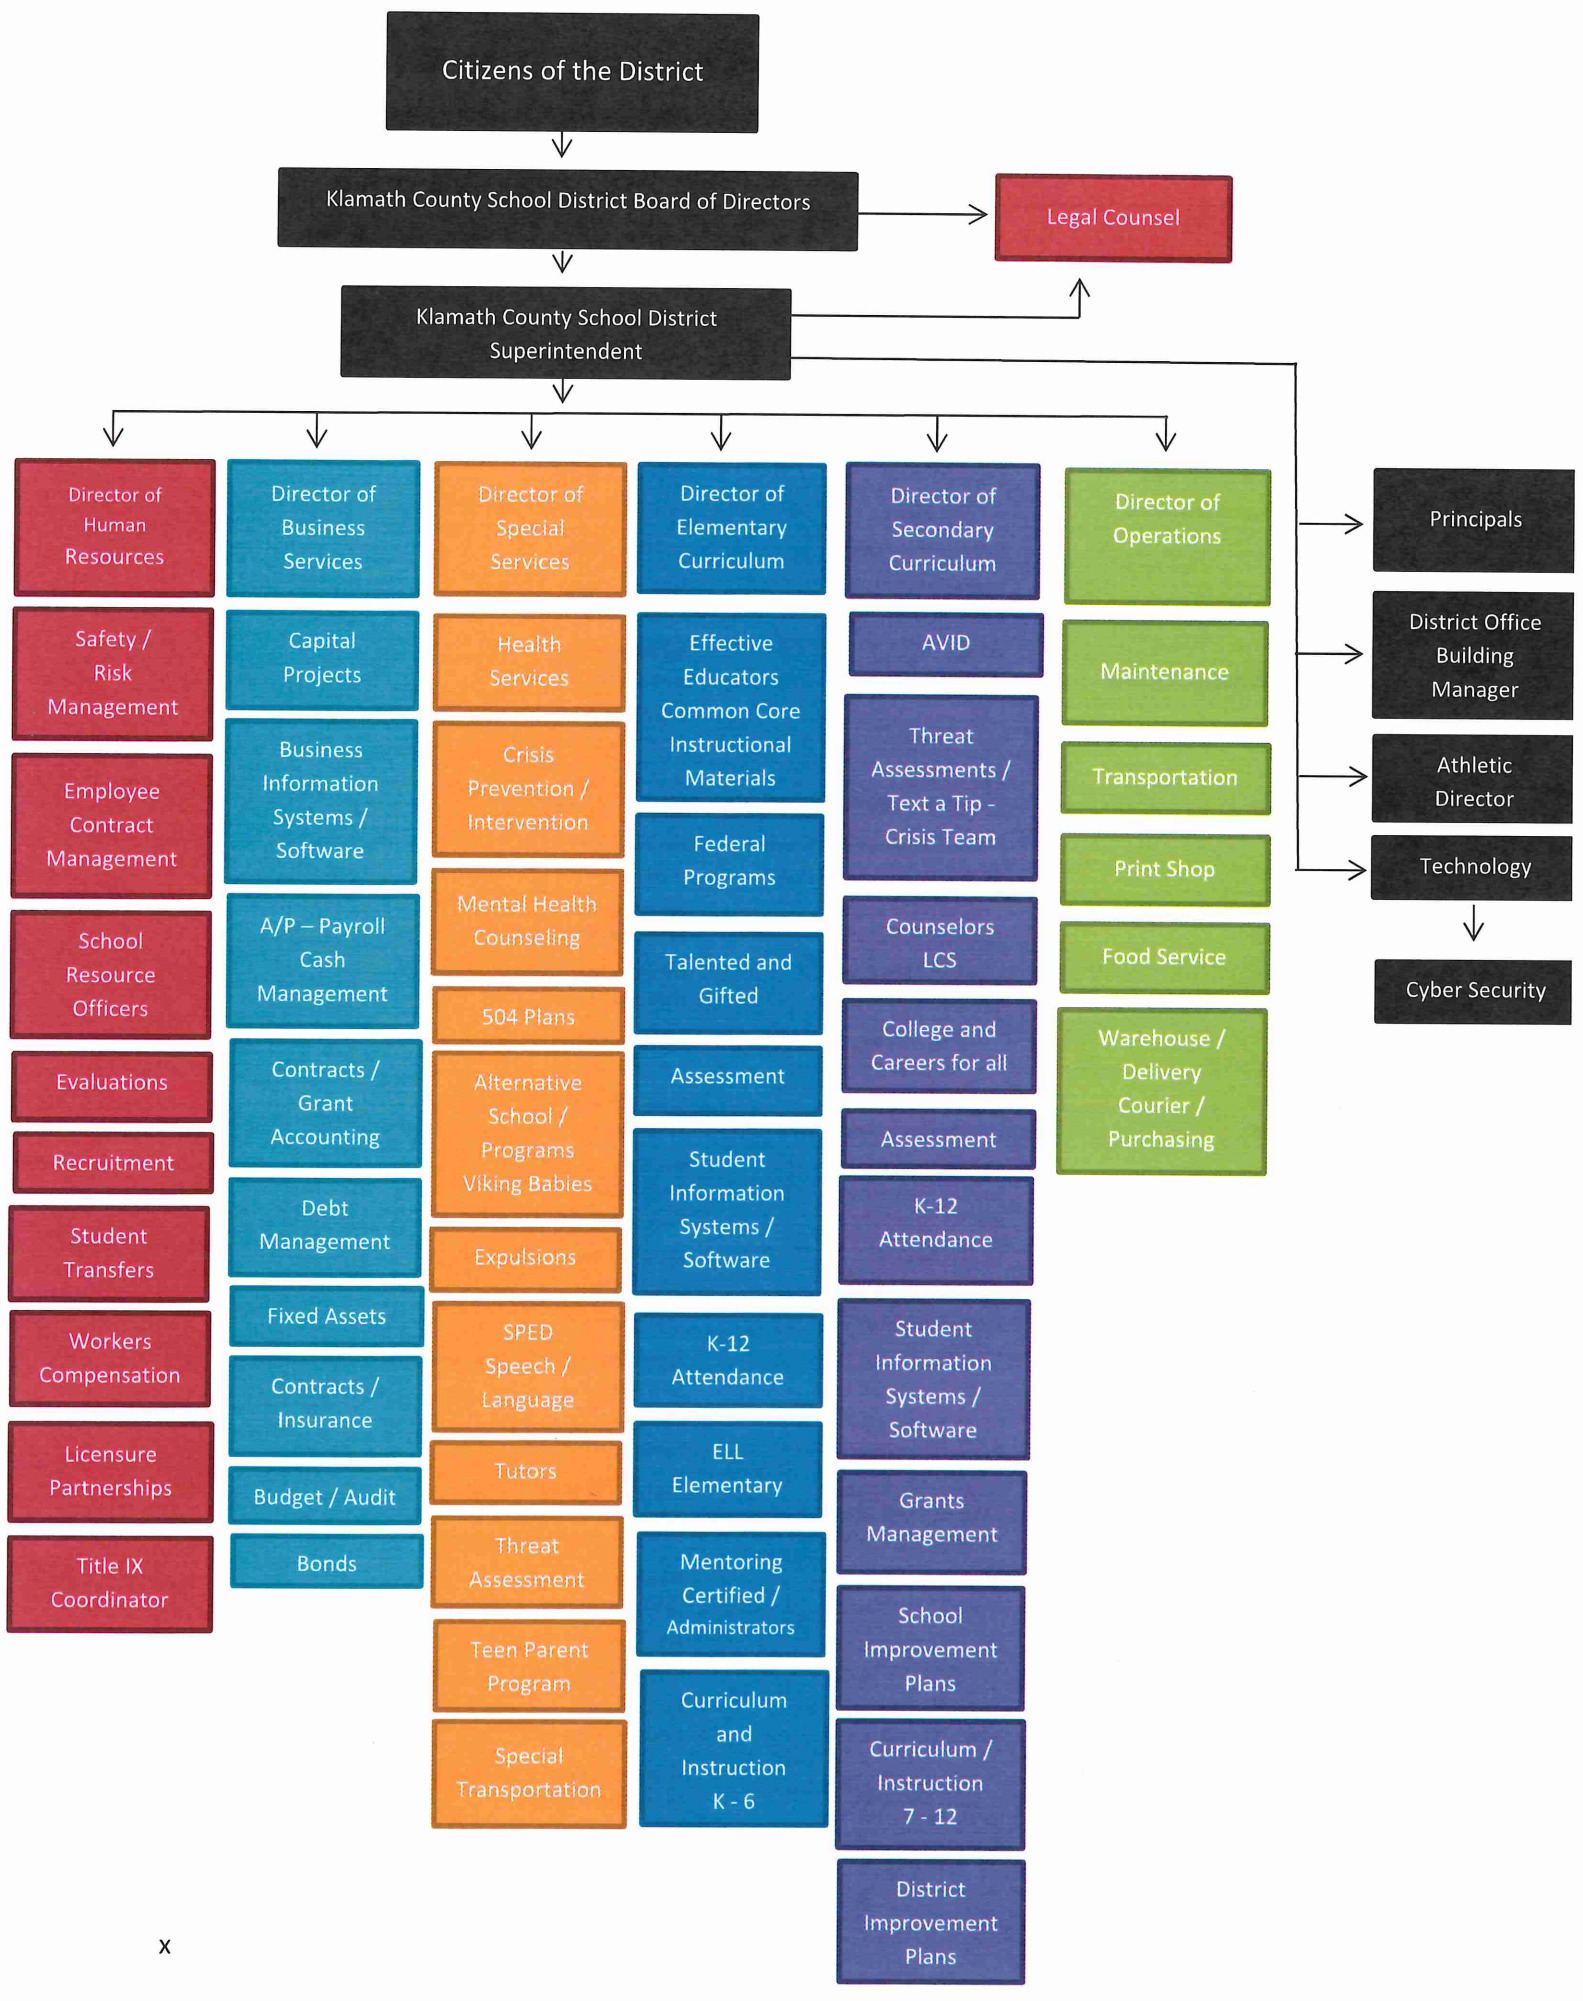 Citizens of the District
Klamath County School District Board of Directors
Legal Counsel
Klamath County School District
Superintendent
Director of
Human
Resources
Safety /
Risk
Management
Employee
Contract
Management
School
Resource
Officers
Evaluations
Recruitment
Student
Transfers
Workers
Compensation
Licensure
Partnerships
Title IX
Coordinator
Director of
Business
Services
Capital
Projects
Business
Information
Systems /
Software
A/P – Payroll
Cash
Management
Contracts /
Grant
Accounting
Debt
Management
Fixed Assets
Contracts /
Insurance
Budget / Audit
Bonds
Director of
Special
Services
Health
Services
Crisis
Prevention /
Intervention
Mental Health
Counseling
504 Plans
Alternative
School /
Programs
Viking Babies
Expulsions
SPED
Speech /
Language
Tutors
Threat
Assessment
Teen Parent
Program
Special
Transportation
Director of
Elementary
Curriculum
Effective
Educators
Common Core
Instructional
Materials
Federal
Programs
Talented and
Gifted
Assessment
Student
Information
Systems /
Software
K-12
Attendance
ELL
Elementary
Mentoring
Certified /
Administrators
Curriculum
and
Instruction
K - 6
Director of
Secondary
Curriculum
AVID
Threat
Assessments /
Text a Tip -
Crisis Team
Counselors
LCS
College and
Careers for all
Assessment
K-12
Attendance
Student
Information
Systems /
Software
Grants
Management
School
Improvement
Plans
Curriculum /
Instruction
7 - 12
District
Improvement
Plans
Director of
Operations
Maintenance
Transportation
Print Shop
Food Service
Warehouse /
Delivery
Courier /
Purchasing
Principals
District Office
Building
Manager
Athletic
Director
Technology
Cyber Security
x